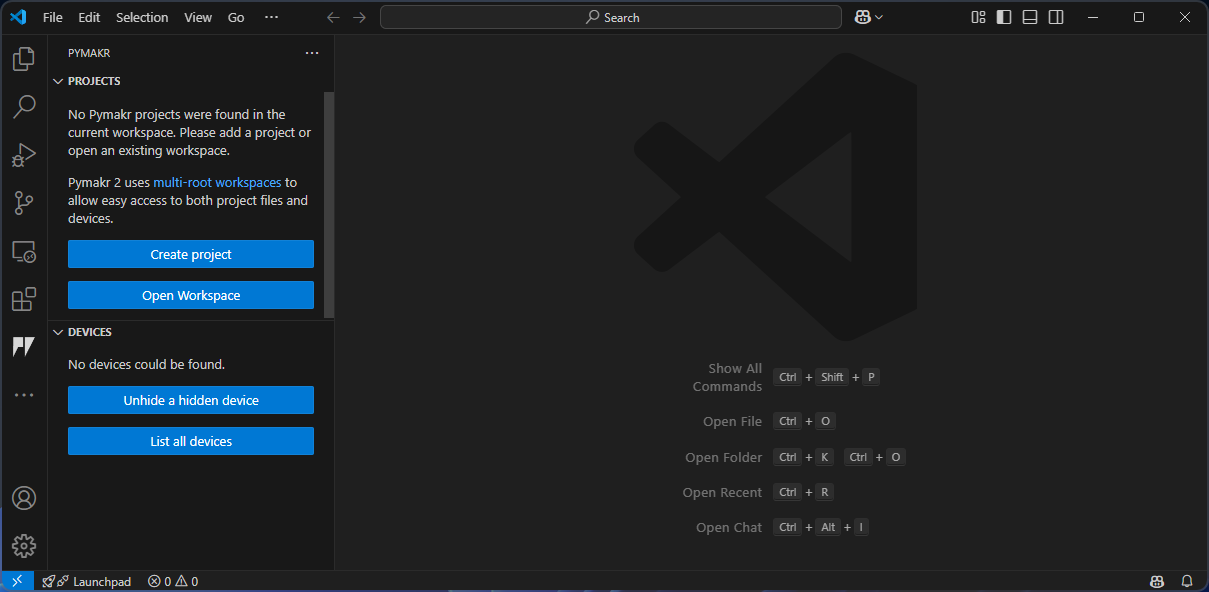 File Edit Selection View Go ··· Search
PYMAKR ···
PROJECTS
No Pymakr projects were found in the
current workspace. Please add a project or
open an existing workspace.
Pymakr 2 uses multi-root workspaces to
allow easy access to both project files and
devices.
Create project
Open Workspace
DEVICES
No devices could be found.
Unhide a hidden device
List all devices
Show All
Commands Ctrl + Shift + P
Open File Ctrl + O
Open Folder Ctrl + K Ctrl + O
Open Recent Ctrl + R
Open Chat Ctrl + Alt + I
Launchpad 0 0